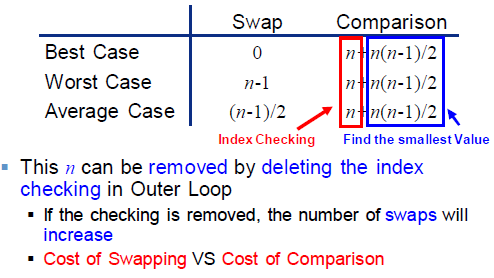 Swap Comparison
Best Case 0 n+n(n-1)/2
Worst Case n-1 n+n(n-1)/2
Average Case (n-1)/2 n+n(n-1)/2
Index Checking Find the smallest Value
▪ This n can be removed by deleting the index
checking in Outer Loop
▪ If the checking is removed, the number of swaps will
increase
▪ Cost of Swapping VS Cost of Comparison